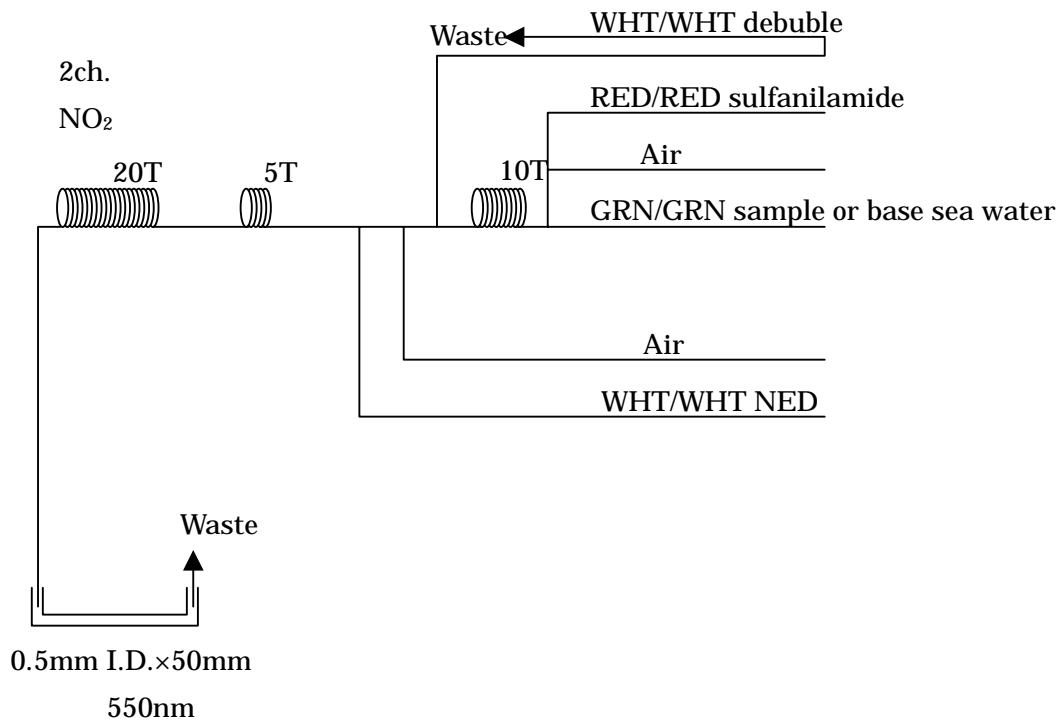 WHT/WHT debuble
Waste
2ch.
RED/RED sulfanilamide
NO₂
Air
20T
5T
10T
GRN/GRN sample or base sea water
Air
WHT/WHT NED
Waste
0.5mm I.D.×50mm
550nm